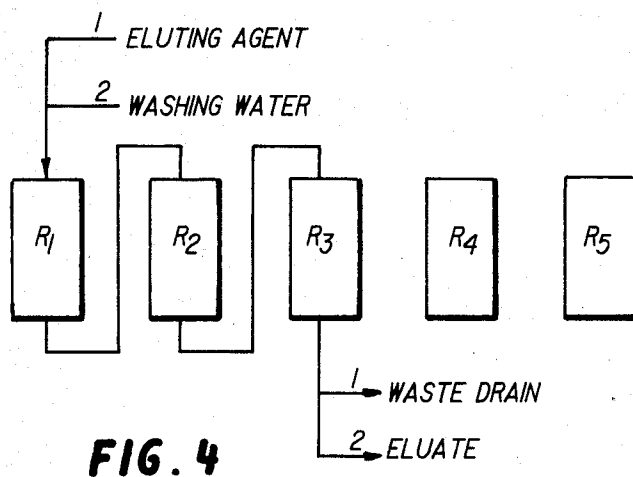 1 ELUTING AGENT
2 WASHING WATER
R1 R2 R3 R4 R5
1 WASTE DRAIN
2 ELUATE
FIG. 4